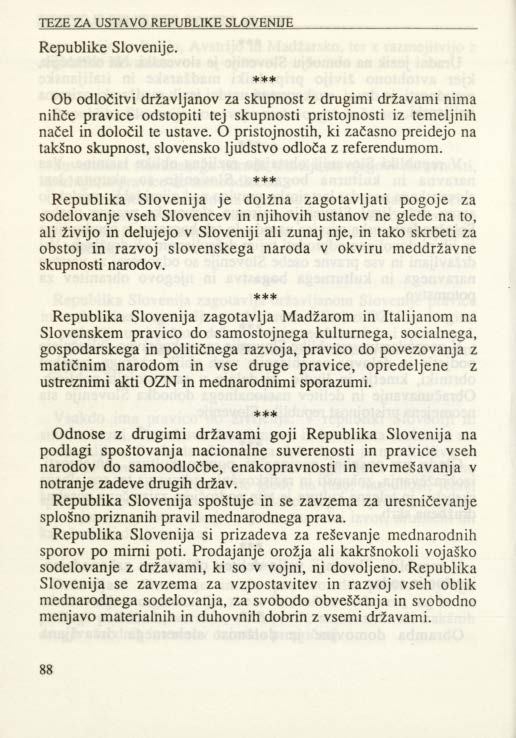 TEZE ZA USTAVO REPUBLIKE SLOVENIJE
Republike Slovenije.
***
Ob odločitvi državljanov za skupnost z drugimi državami nima
nihče pravice odstopiti tej skupnosti pristojnosti iz temeljnih
načel in določil te ustave. O pristojnostih, ki začasno preidejo na
takšno skupnost, slovensko ljudstvo odloča z referendumom.
***
Republika Slovenija je dolžna zagotavljati pogoje za
sodelovanje vseh Slovencev in njihovih ustanov ne glede na to,
ali živijo in delujejo v Sloveniji ali zunaj nje, in tako skrbeti za
obstoj in razvoj slovenskega naroda v okviru meddržavne
skupnosti narodov.
***
Republika Slovenija zagotavlja Madžarom in Italijanom na
Slovenskem pravico do samostojnega kulturnega, socialnega,
gospodarskega in političnega razvoja, pravico do povezovanja z
matičnim narodom in vse druge pravice, opredeljene z
ustreznimi akti OZN in mednarodnimi sporazumi.
***
Odnose z drugimi državami goji Republika Slovenija na
podlagi spoštovanja nacionalne suverenosti in pravice vseh
narodov do samoodločbe, enakopravnosti in nevmešavanja v
notranje zadeve drugih držav.
Republika Slovenija spoštuje in se zavzema za uresničevanje
splošno priznanih pravil mednarodnega prava.
Republika Slovenija si prizadeva za reševanje mednarodnih
sporov po mirni poti. Prodajanje orožja ali kakršnokoli vojaško
sodelovanje z državami, ki so v vojni, ni dovoljeno. Republika
Slovenija se zavzema za vzpostavitev in razvoj vseh oblik
mednarodnega sodelovanja, za svobodo obveščanja in svobodno
menjavo materialnih in duhovnih dobrin z vsemi državami.
88